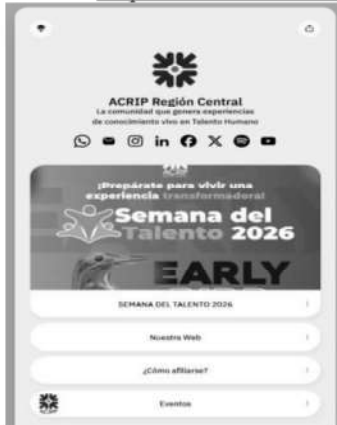 ACRIP Región Central
La comunidad que genera experiencias
de conocimiento vivo en Talento Humano
ACRIP
¡Prepárate para vivir una
experiencia transformadora!
Semana del
Talento 2026
EARLY
SEMANA DEL TALENTO 2026
Nuestra Web
¿Cómo afiliarse?
Eventos